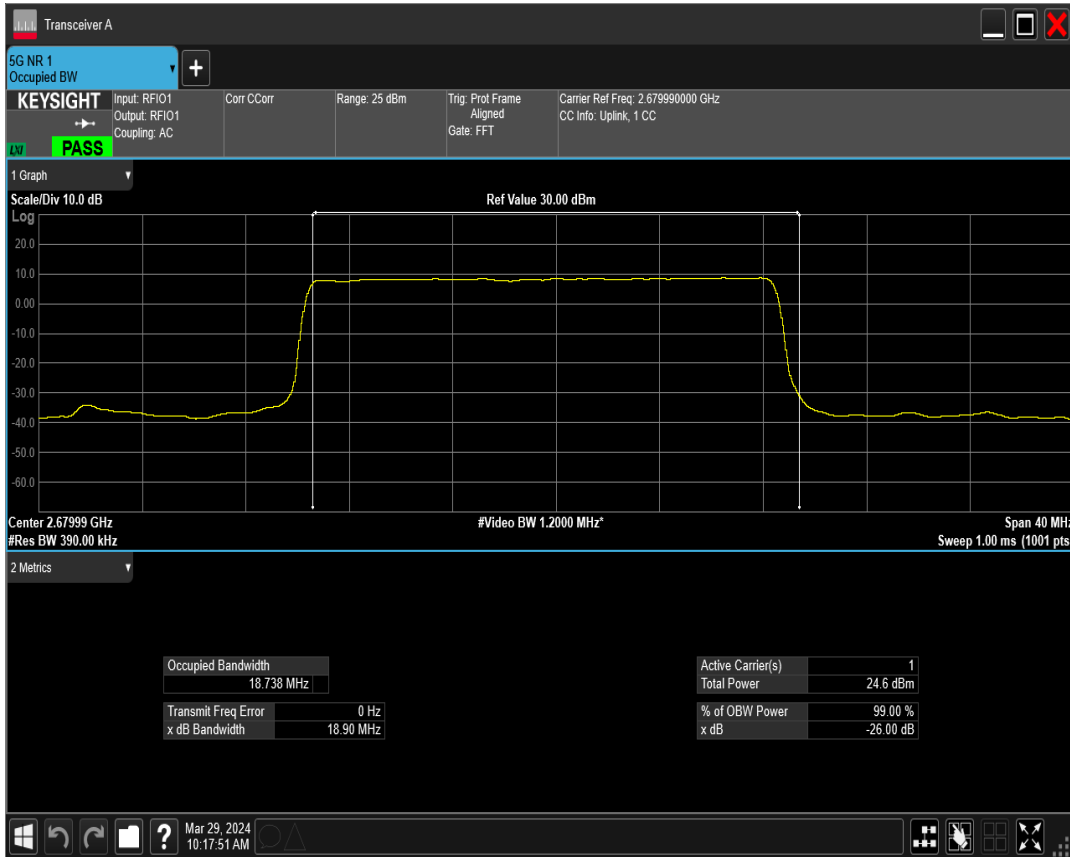 Transceiver A
5G NR 1
Occupied BW
+
KEYSIGHT
LXI
PASS
Input: RFIO1
Output: RFIO1
Coupling: AC
Corr CCorr
Range: 25 dBm
Trig: Prot Frame
Aligned
Gate: FFT
Carrier Ref Freq: 2.679990000 GHz
CC Info: Uplink, 1 CC
1 Graph
Scale/Div 10.0 dB
Ref Value 30.00 dBm
Log
20.0
10.0
0.00
-10.0
-20.0
-30.0
-40.0
-50.0
-60.0
Center 2.67999 GHz
#Video BW 1.2000 MHz*
Span 40 MHz
#Res BW 390.00 kHz
Sweep 1.00 ms (1001 pts
2 Metrics
Occupied Bandwidth
18.738 MHz
Transmit Freq Error 0 Hz
x dB Bandwidth 18.90 MHz
Active Carrier(s) 1
Total Power 24.6 dBm
% of OBW Power 99.00 %
x dB -26.00 dB
?
Mar 29, 2024
10:17:51 AM